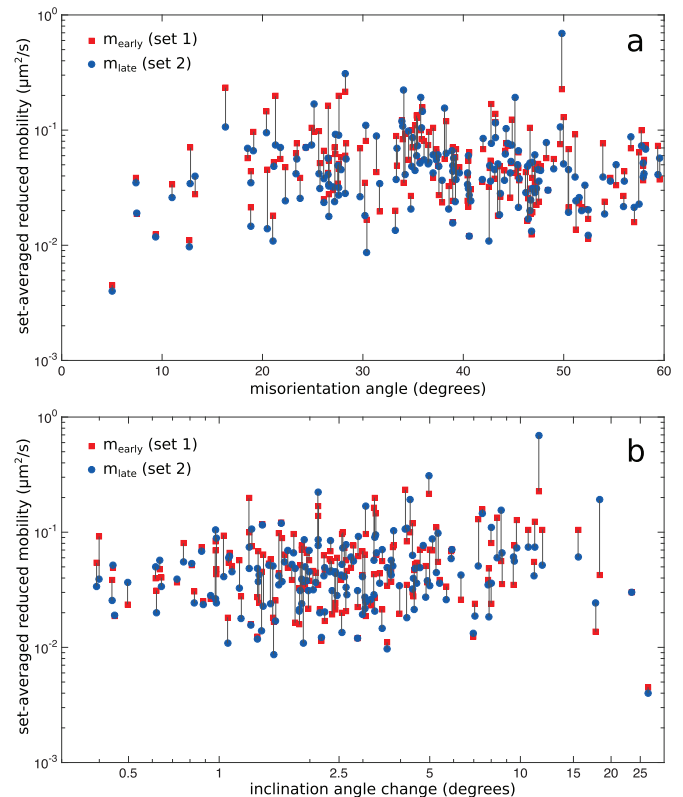 10⁰
m_early (set 1)
m_late (set 2)
a
10⁻¹
10⁻²
10⁻³
set-averaged reduced mobility (μm²/s)
0 10 20 30 40 50 60
misorientation angle (degrees)
10⁰
m_early (set 1)
m_late (set 2)
b
10⁻¹
10⁻²
10⁻³
set-averaged reduced mobility (μm²/s)
0.5 1 2.5 5 10 15 20 25
inclination angle change (degrees)